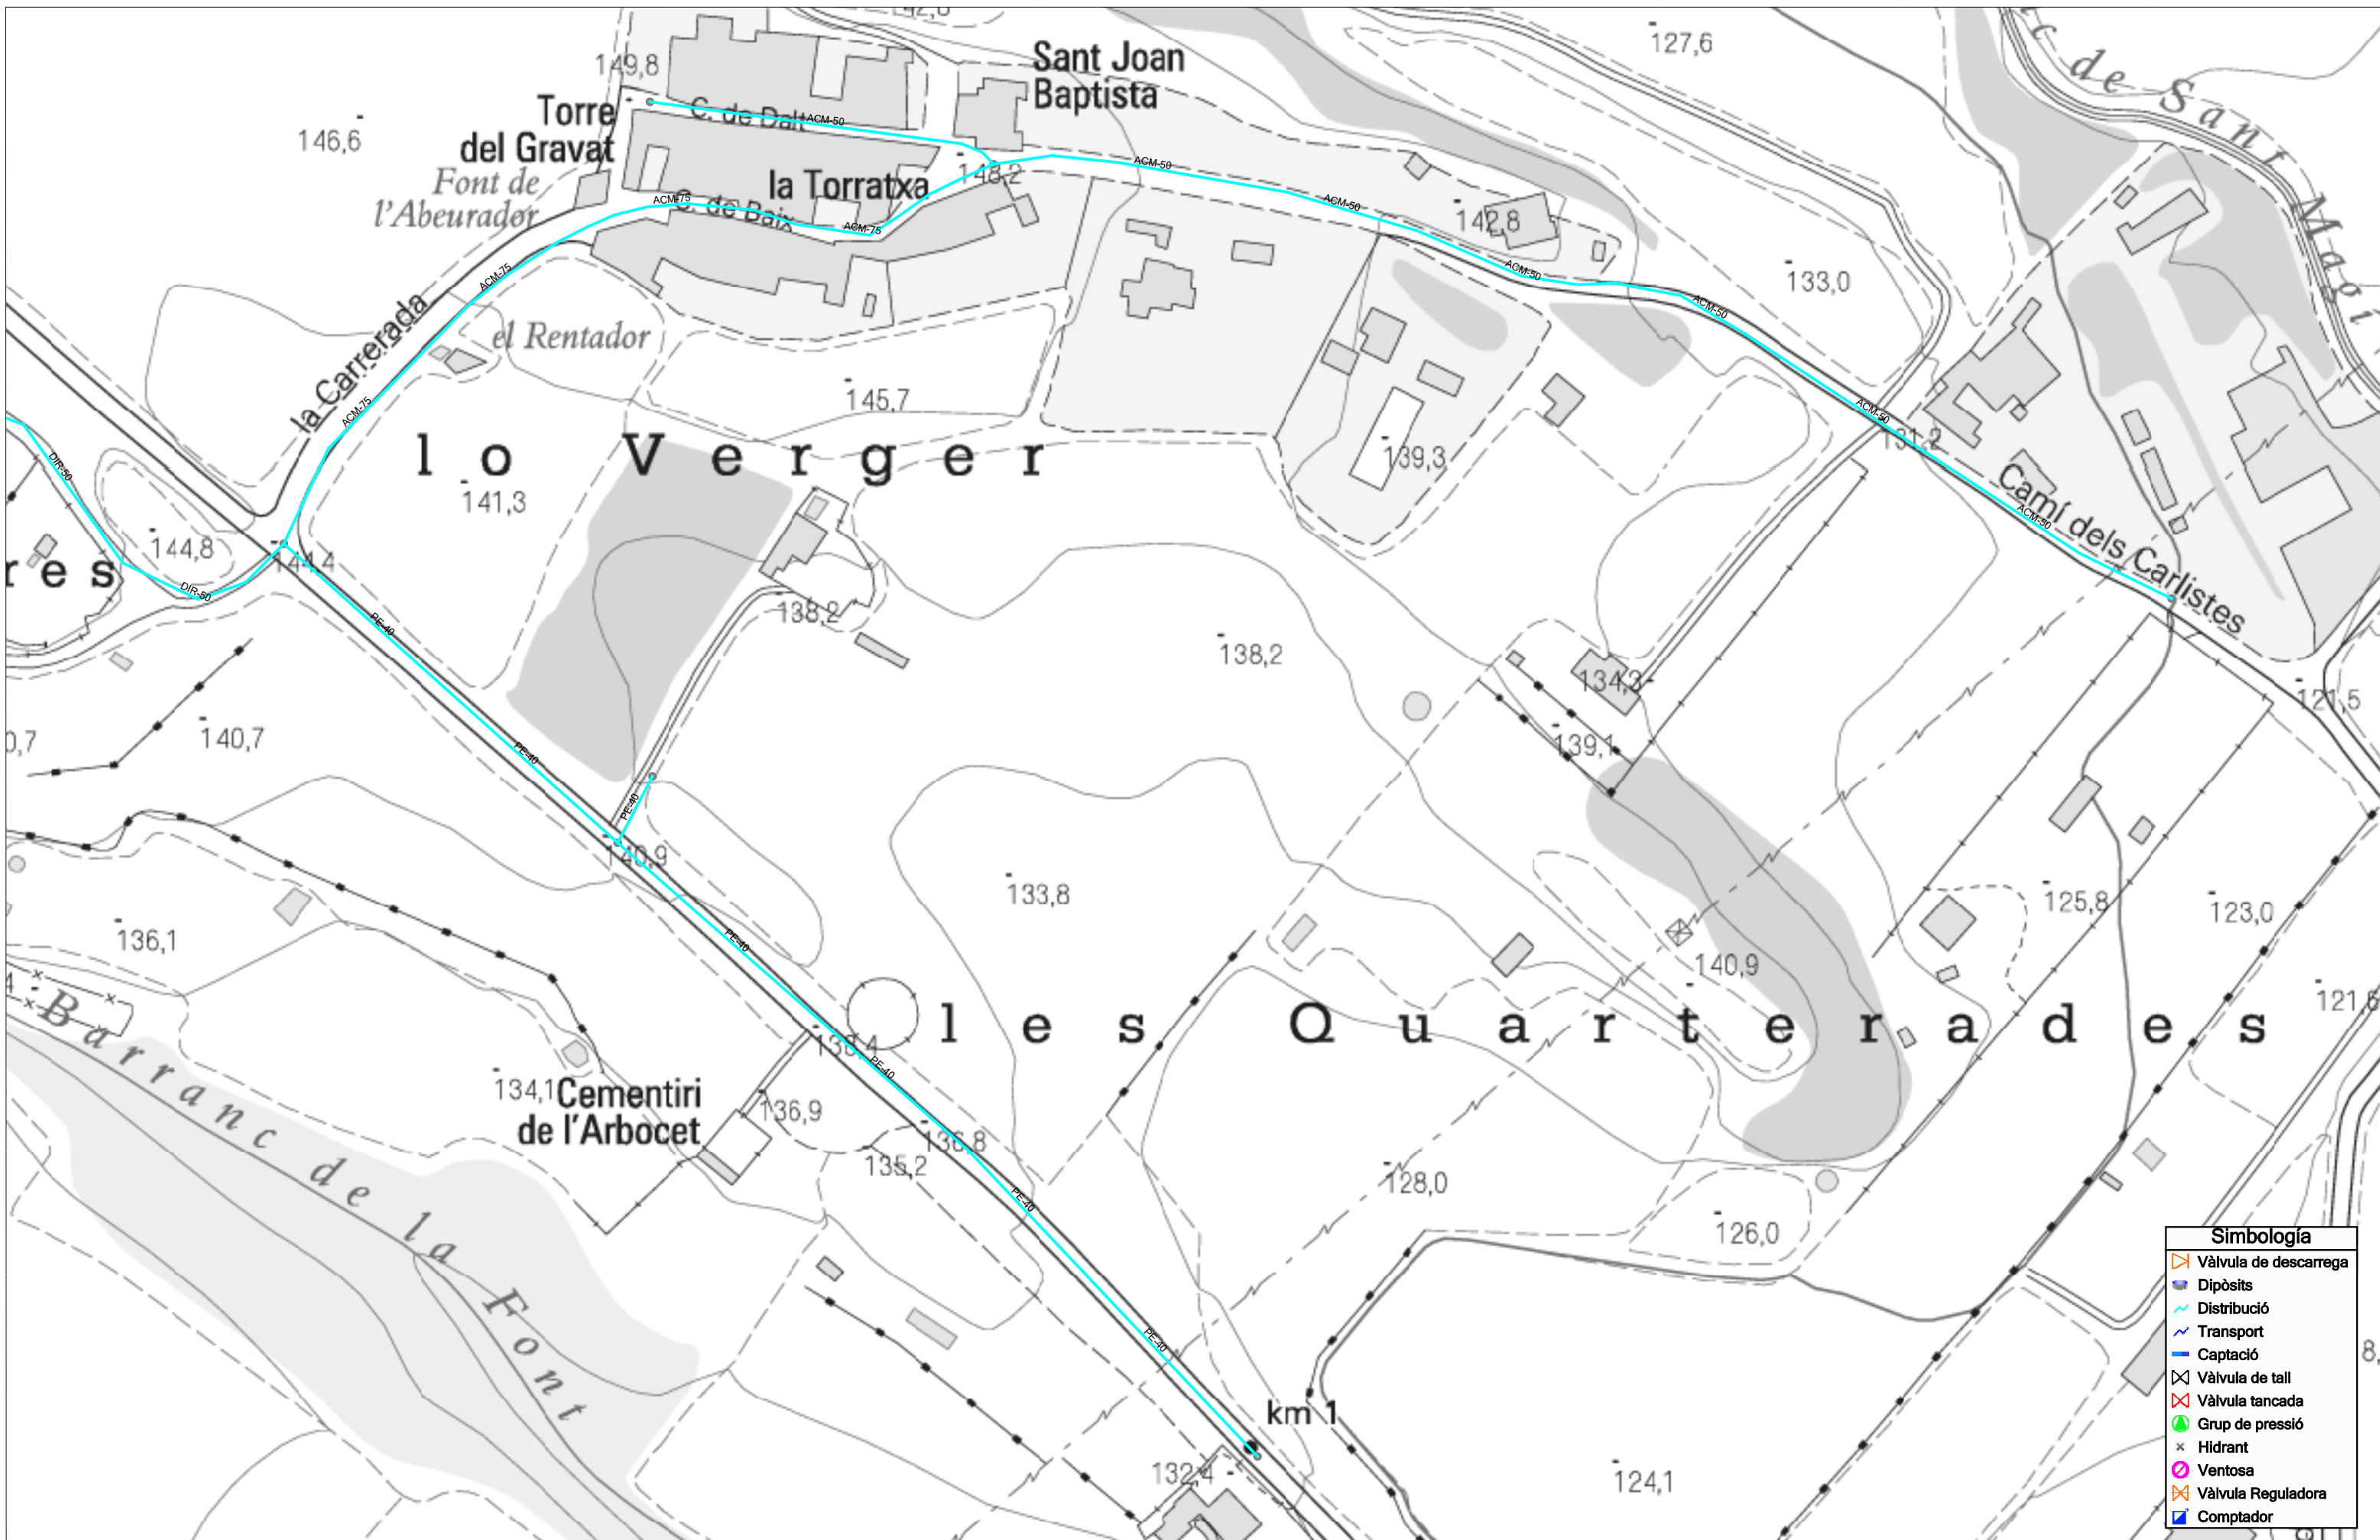 127,6
c de Sant Magí
149,8
Sant Joan
Baptista
Torre
del Gravat
C. de Dalt
ACM-50
146,6
Font de
l'Abeurador
la Torratxa
148,2
ACM-50
ACM-75
C. de Baix
ACM-75
ACM-50
142,8
ACM-50
133,0
ACM-75
ACM-50
la Carrerada
el Rentador
ACM-75
145,7
ACM-50
131,2
lo Verger
139,3
DIR-50
141,3
Camí dels Carlistes
ACM-50
144,8
144,4
res
DIR-50
PE-40
138,2
138,2
134,3
121,5
140,7
139,1
PE-40
PE-40
140,9
133,8
125,8
123,0
136,1
PE-40
140,9
121,6
les Quarterades
Barranc de la Font
PE-40
134,1
Cementiri
de l'Arbocet
136,9
136,8
135,2
128,0
PE-40
126,0
PE-40
km 1
132,4
124,1
Simbología
Vàlvula de descarrega
Dipòsits
Distribució
Transport
Captació
Vàlvula de tall
Vàlvula tancada
Grup de pressió
Hidrant
Ventosa
Vàlvula Reguladora
Comptador